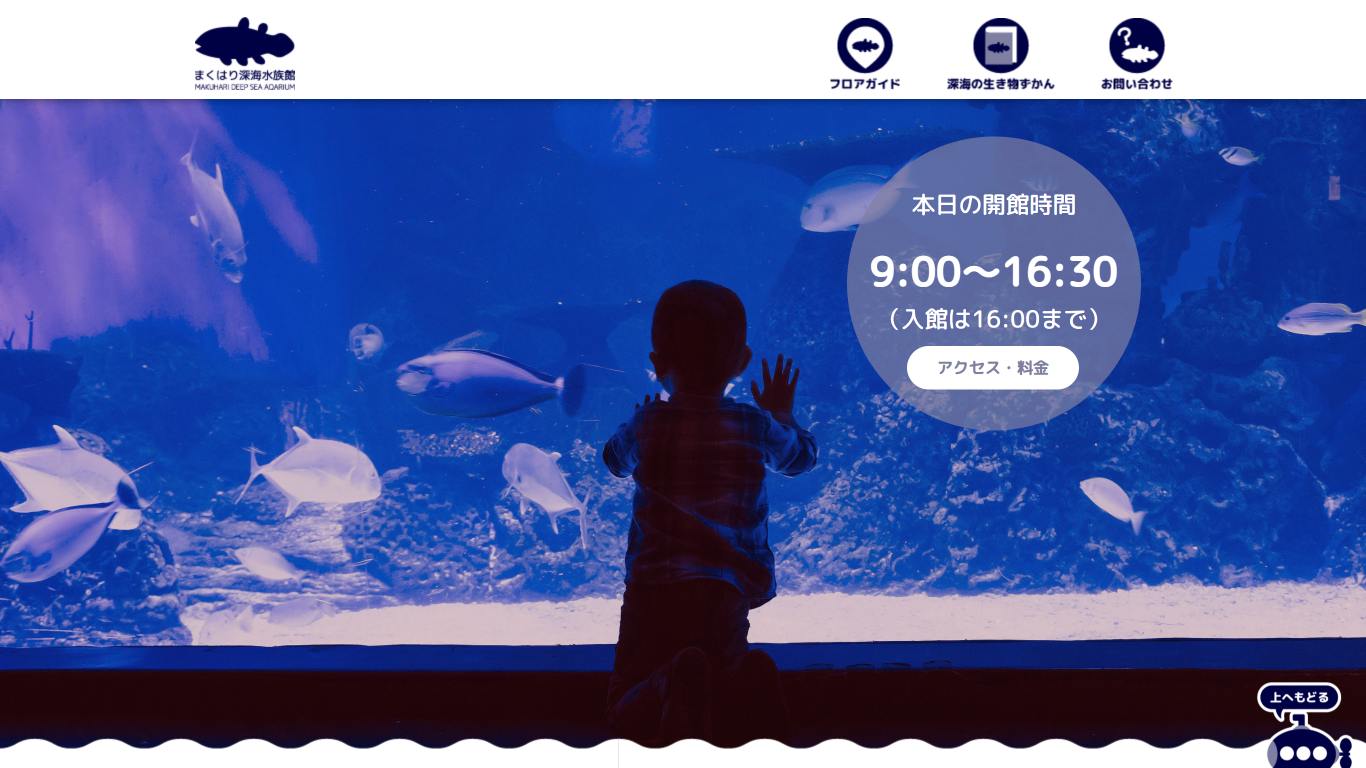 まくはり深海水族館
MAKUHARI DEEP SEA AQARIUM
フロアガイド
深海の生き物ずかん
お問い合わせ
本日の開館時間
9:00〜16:30
（入館は16:00まで）
アクセス・料金
上へもどる